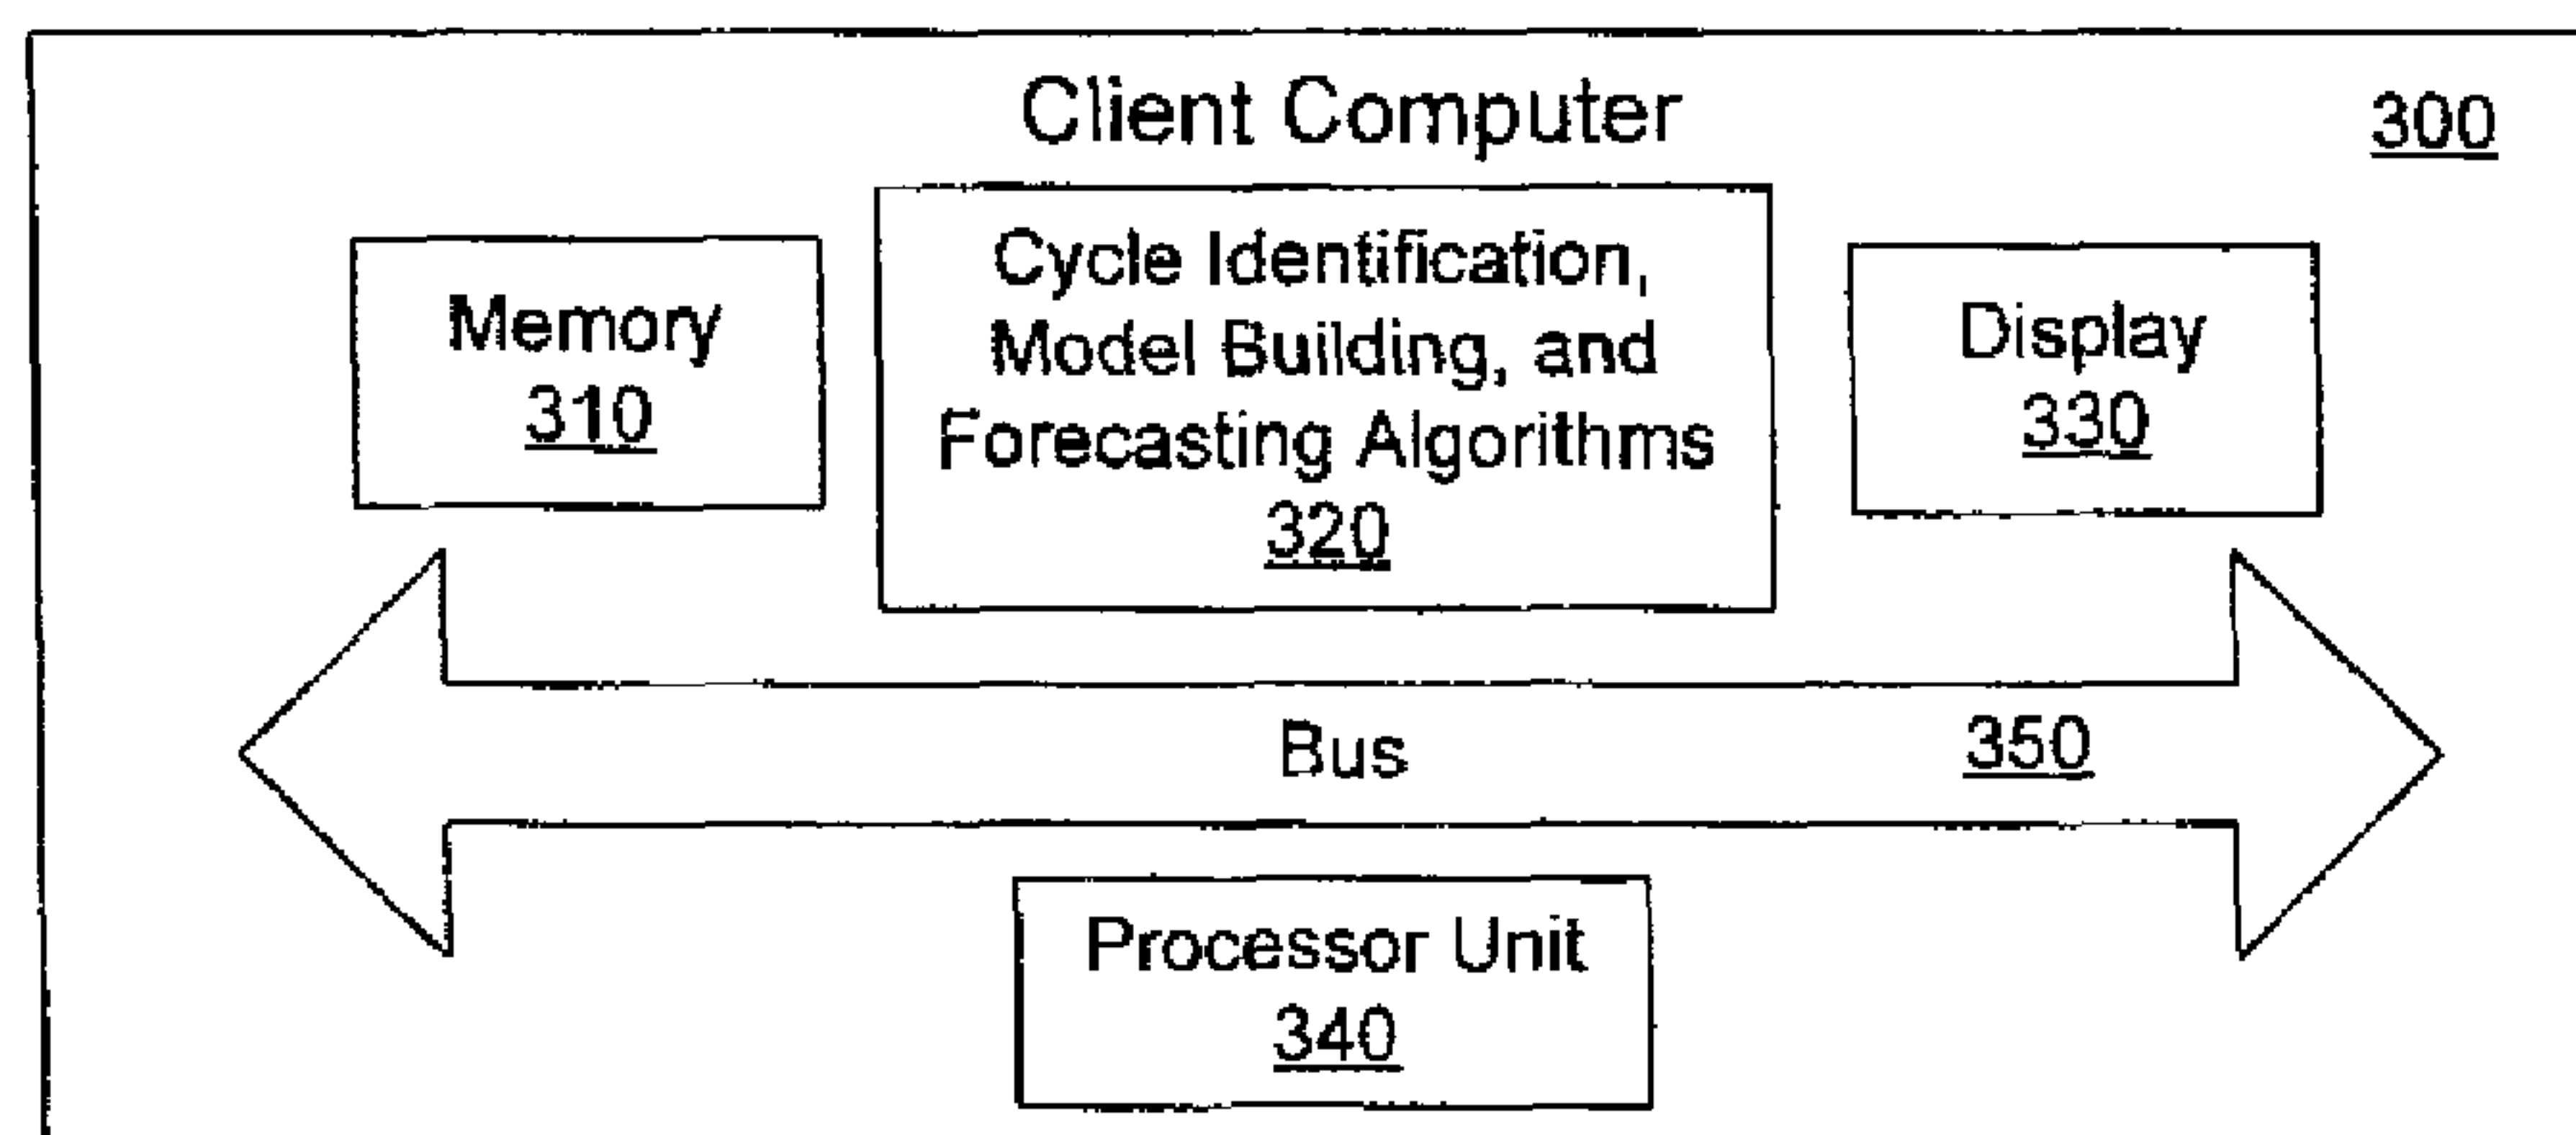 Client Computer
300
Memory
310
Cycle Identification,
Model Building, and
Forecasting Algorithms
320
Display
330
Bus
350
Processor Unit
340